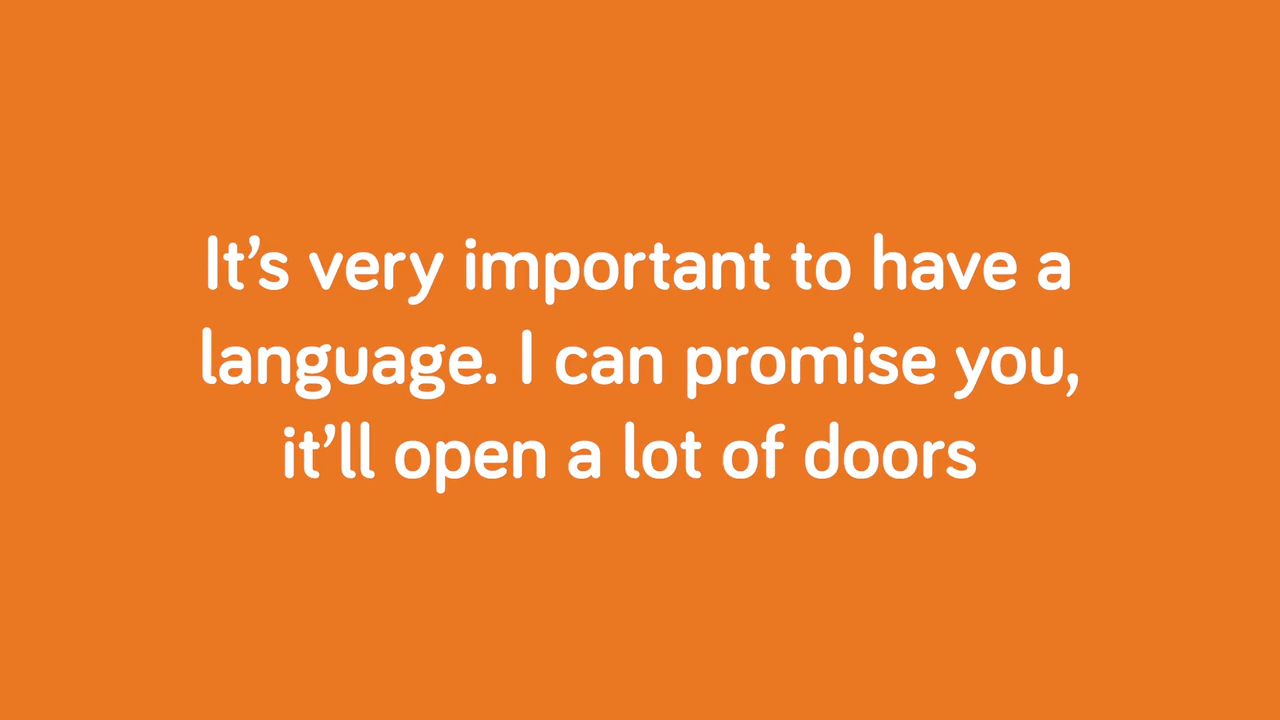 It’s very important to have a
language. I can promise you,
it’ll open a lot of doors